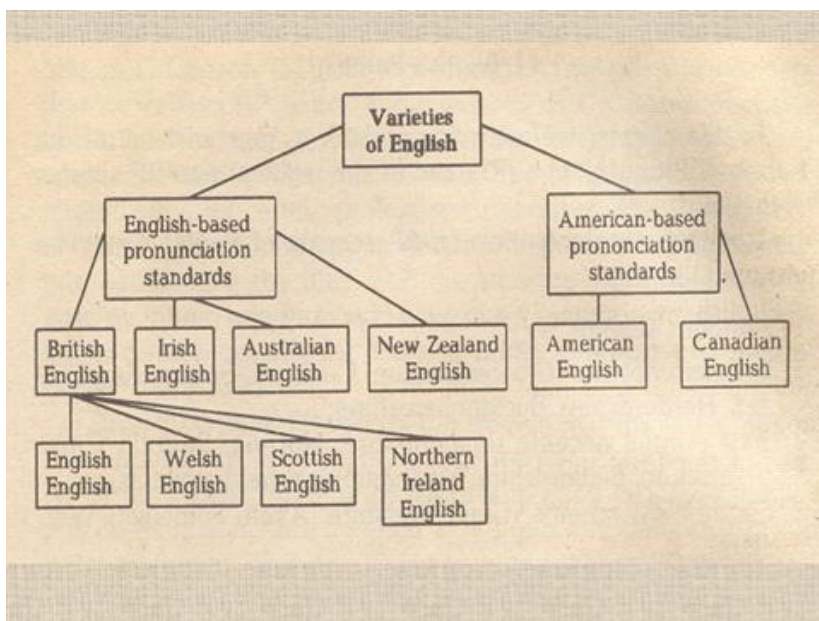 Varieties
of English
English-based
pronunciation
standards
American-based
prononciation
standards
British
English
Irish
English
Australian
English
New Zealand
English
American
English
Canadian
English
English
English
Welsh
English
Scottish
English
Northern
Ireland
English